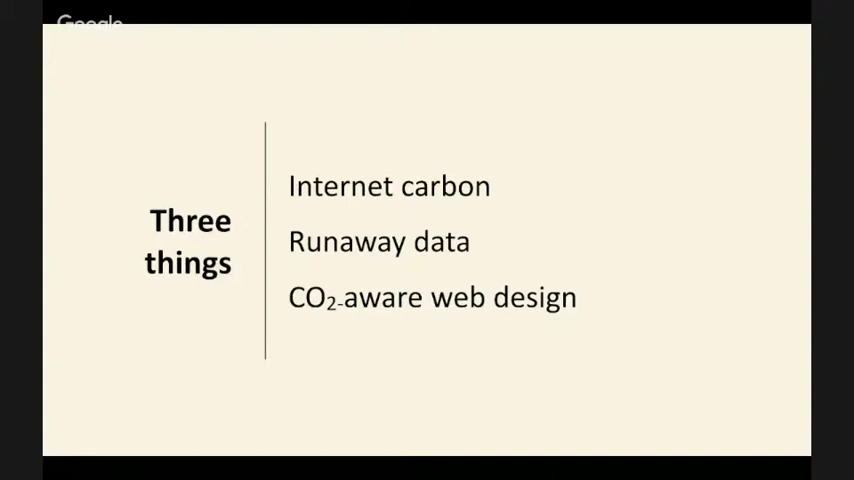 Google
Three
things
Internet carbon
Runaway data
CO₂-aware web design